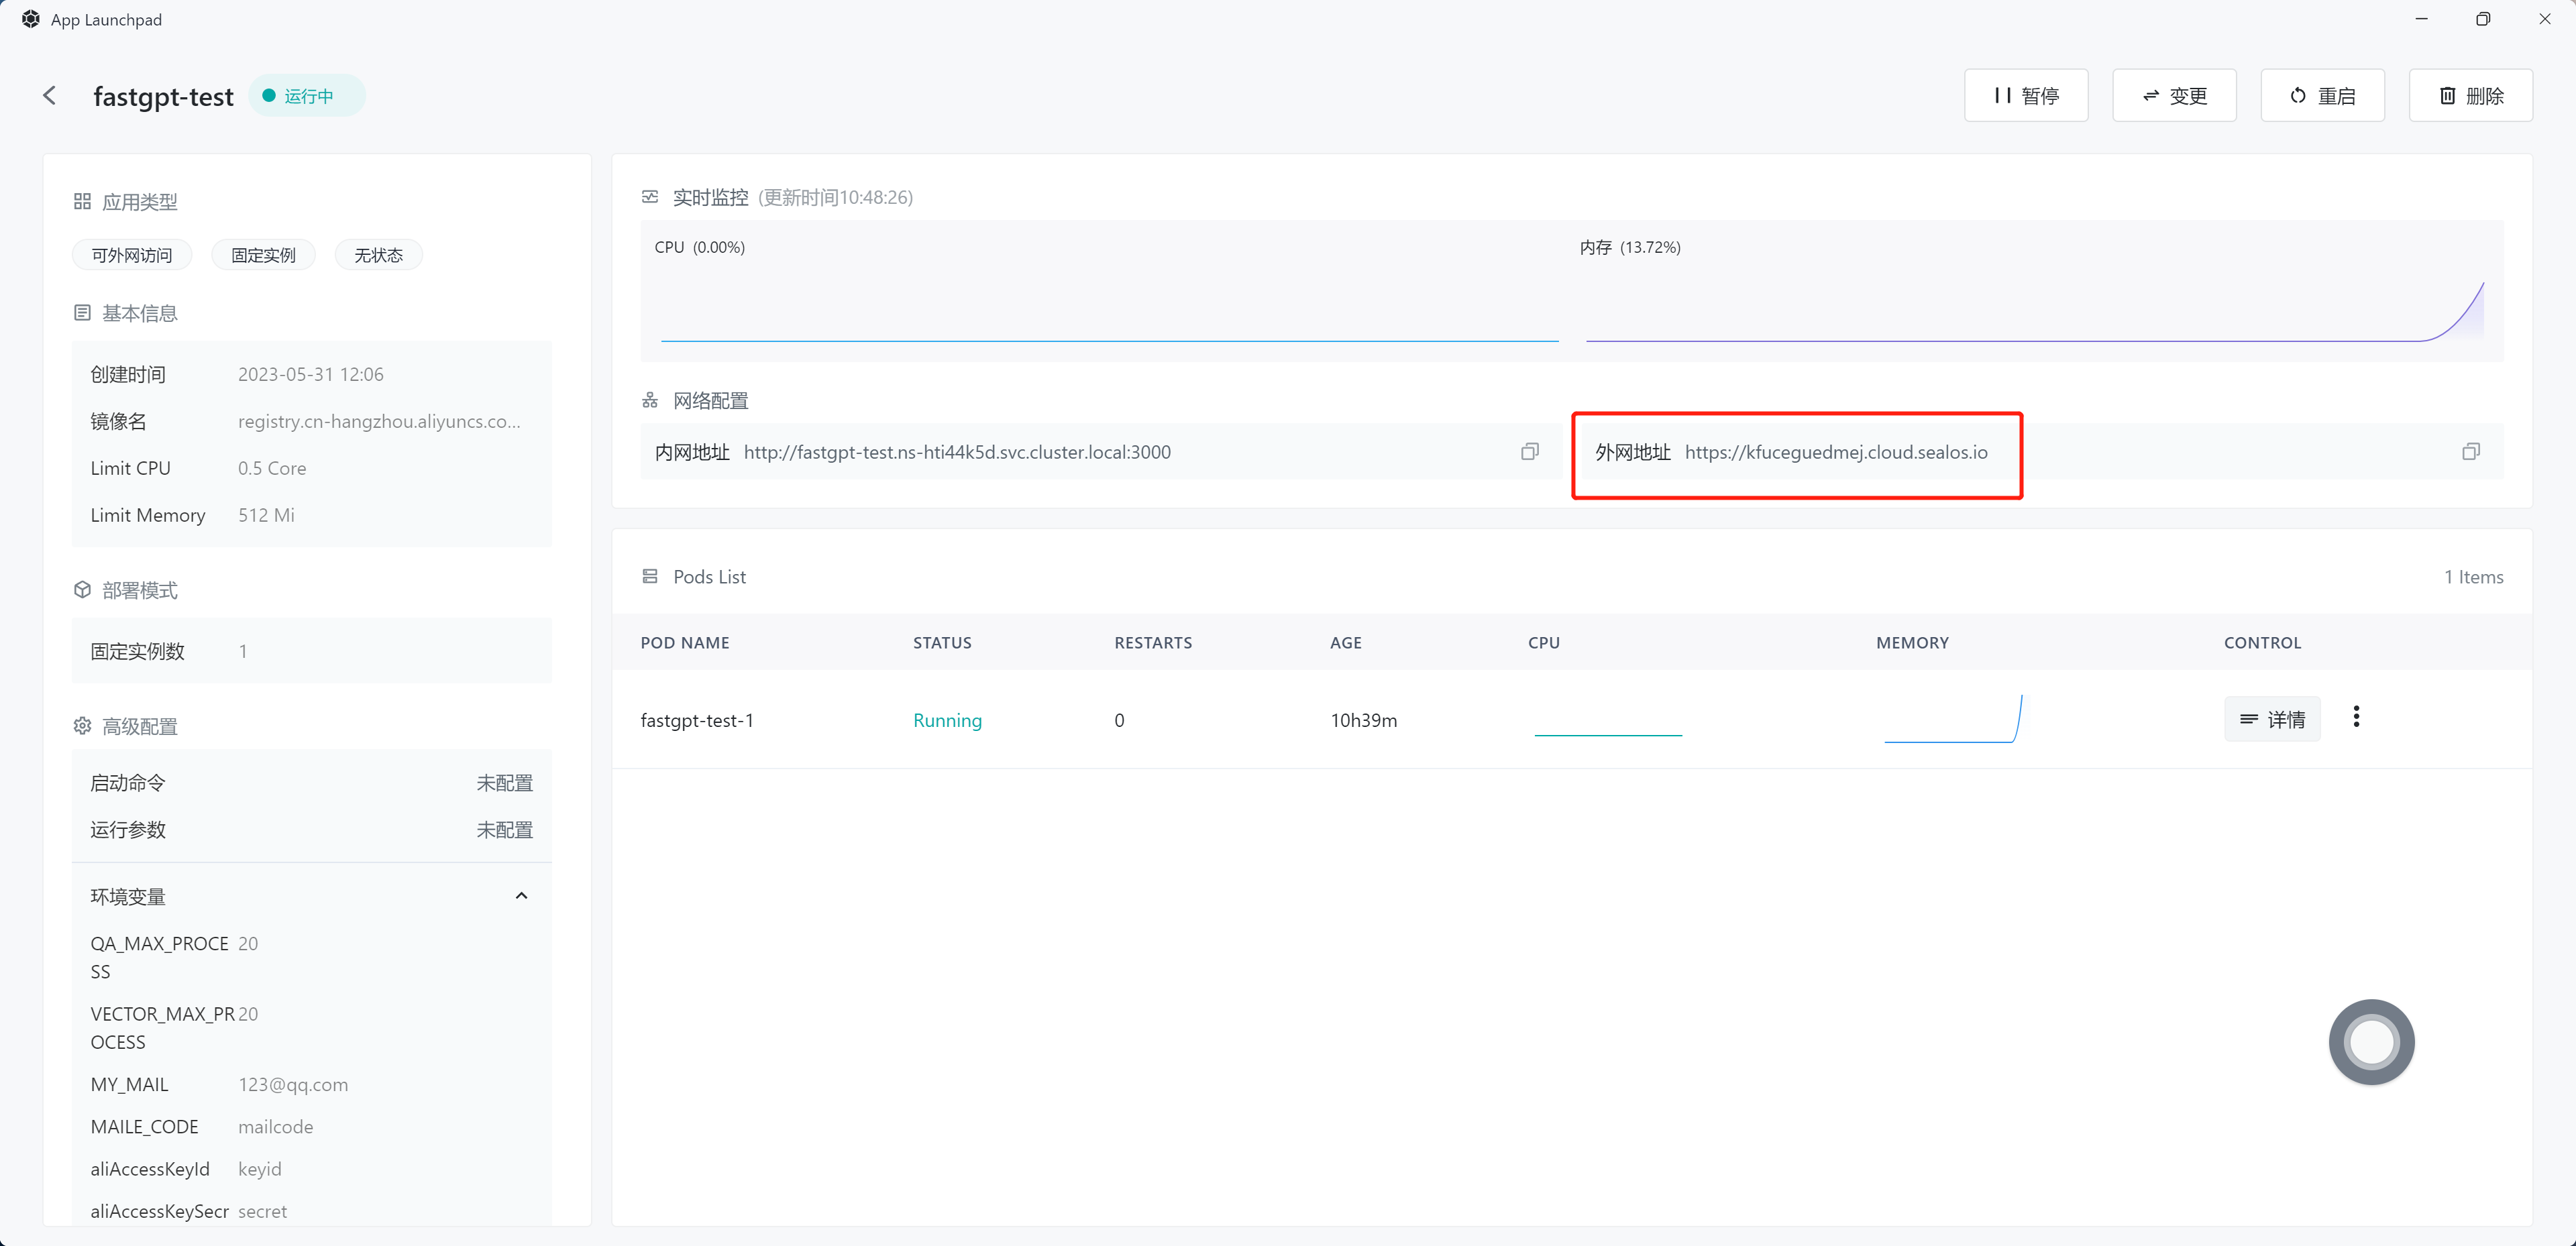 App Launchpad
fastgpt-test
运行中
暂停
变更
重启
删除
应用类型
可外网访问
固定实例
无状态
基本信息
创建时间 2023-05-31 12:06
镜像名 registry.cn-hangzhou.aliyuncs.co...
Limit CPU 0.5 Core
Limit Memory 512 Mi
部署模式
固定实例数 1
高级配置
启动命令 未配置
运行参数 未配置
环境变量
QA_MAX_PROCE 20
SS
VECTOR_MAX_PR 20
OCESS
MY_MAIL 123@qq.com
MAILE_CODE mailcode
aliAccessKeyId keyid
aliAccessKeySecr secret
实时监控 (更新时间10:48:26)
CPU (0.00%)
内存 (13.72%)
网络配置
内网地址 http://fastgpt-test.ns-hti44k5d.svc.cluster.local:3000
外网地址 https://kfuceguedmej.cloud.sealos.io
Pods List
1 Items
POD NAME STATUS RESTARTS AGE CPU MEMORY CONTROL
fastgpt-test-1 Running 0 10h39m 详情